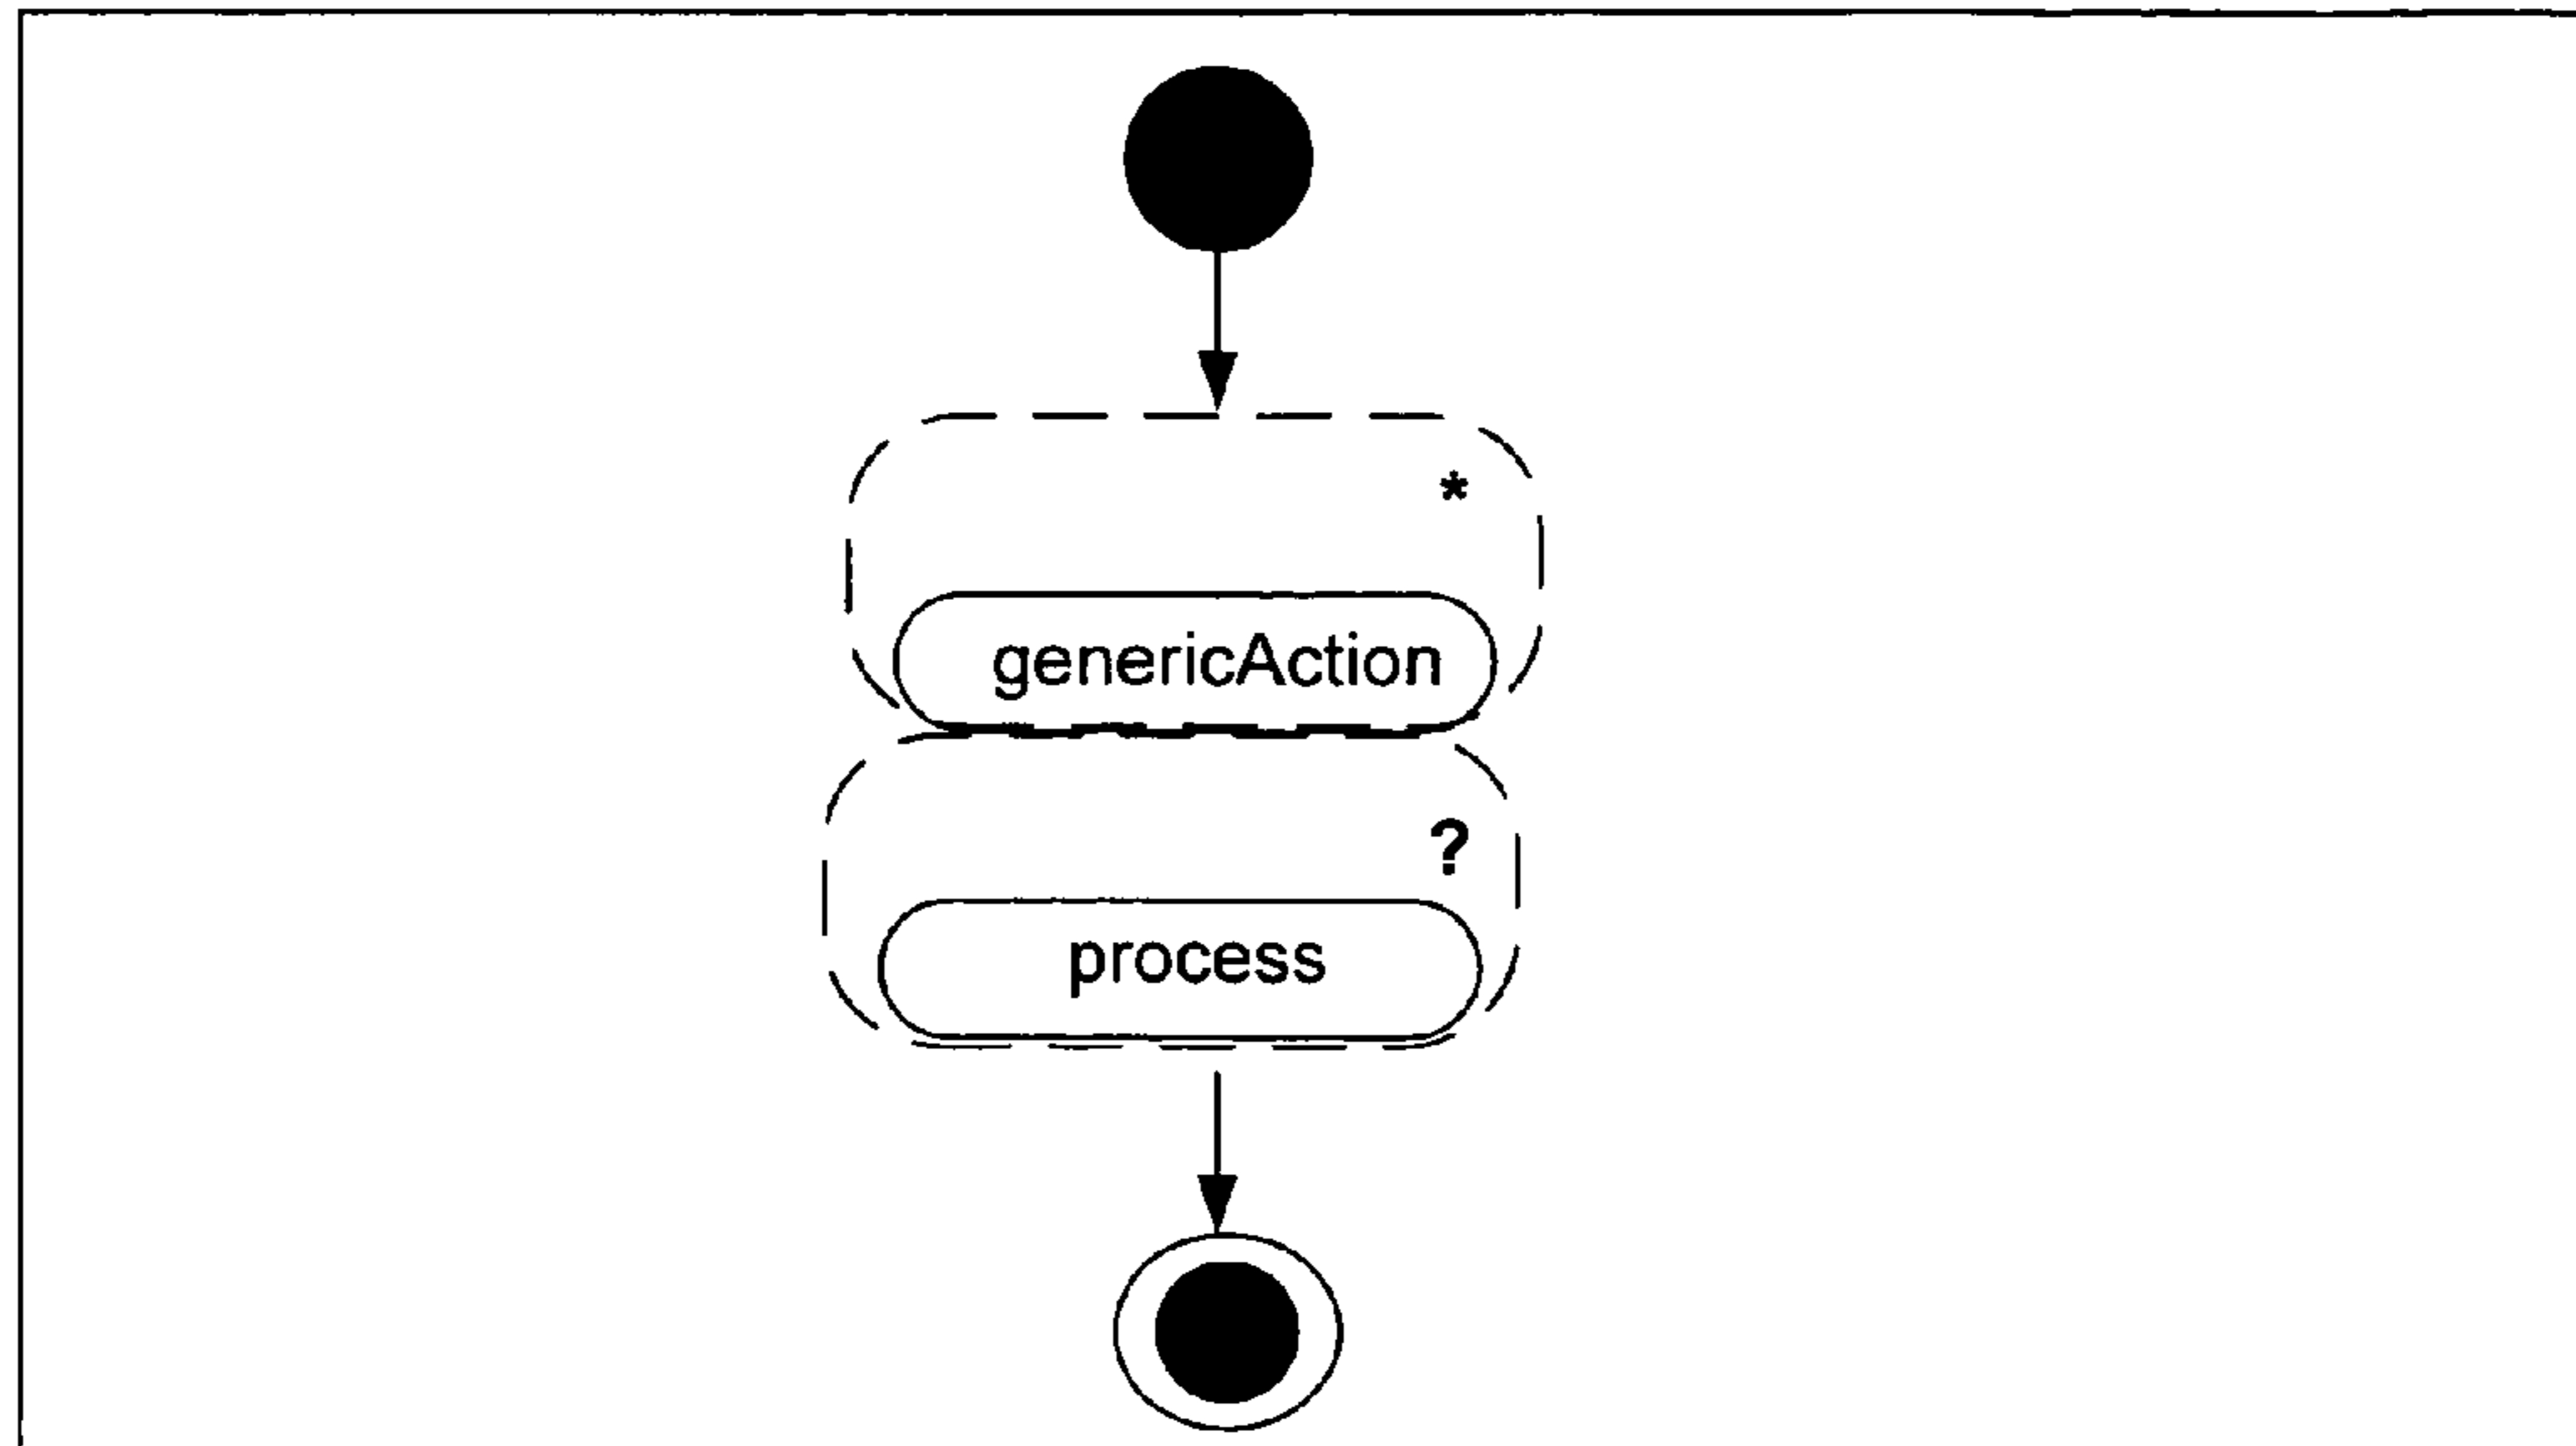 *
genericAction
?
process